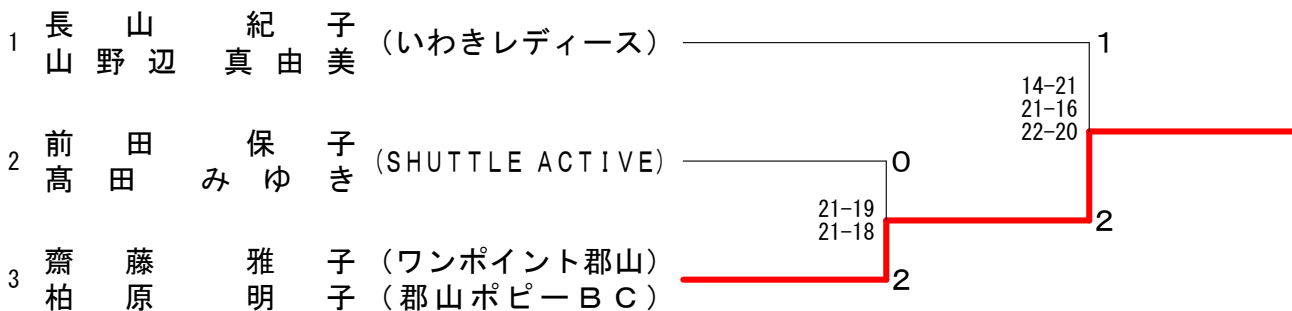 1 長山 紀子 (いわきレディース) 1
山野辺 真由美
14-21
21-16
22-20
2 前田 保子 (SHUTTLE ACTIVE) 0
髙田 みゆき
21-19
21-18
2
3 齋藤 雅子 (ワンポイント郡山) 2
柏原 明子 (郡山ポピーBC)